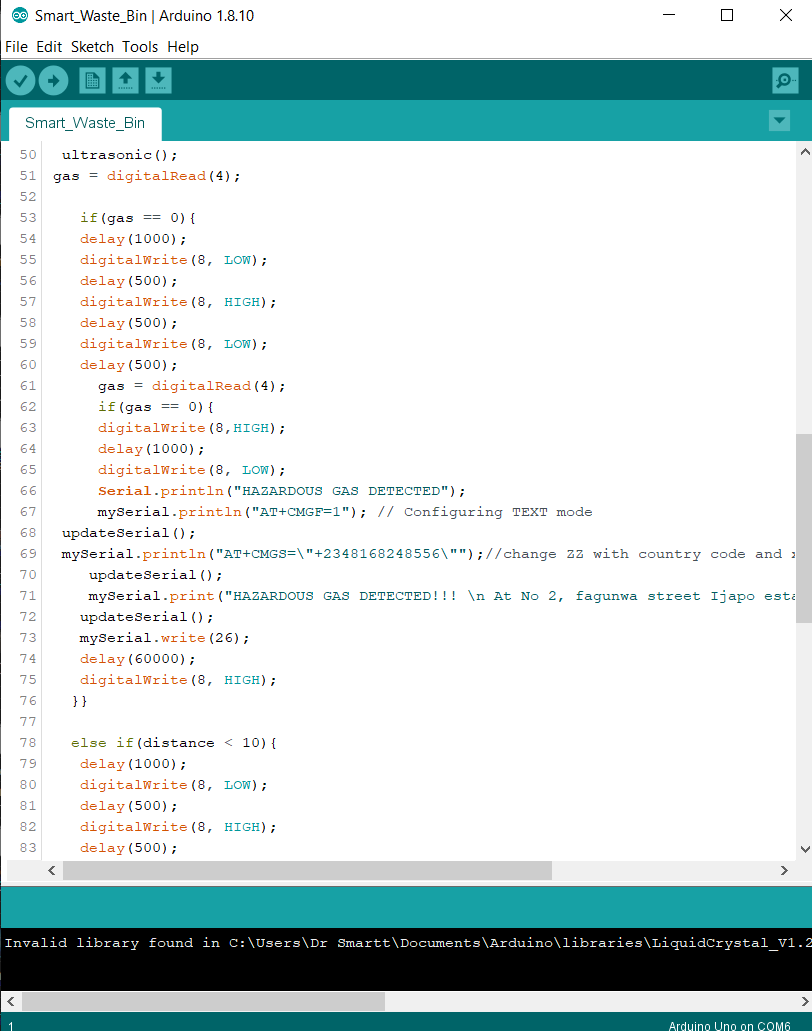 Smart_Waste_Bin | Arduino 1.8.10
File Edit Sketch Tools Help
Smart_Waste_Bin
50 ultrasonic();
51 gas = digitalRead(4);
52
53 if(gas == 0){
54 delay(1000);
55 digitalWrite(8, LOW);
56 delay(500);
57 digitalWrite(8, HIGH);
58 delay(500);
59 digitalWrite(8, LOW);
60 delay(500);
61 gas = digitalRead(4);
62 if(gas == 0){
63 digitalWrite(8,HIGH);
64 delay(1000);
65 digitalWrite(8, LOW);
66 Serial.println("HAZARDOUS GAS DETECTED");
67 mySerial.println("AT+CMGF=1"); // Configuring TEXT mode
68 updateSerial();
69 mySerial.println("AT+CMGS=\"+2348168248556\"");//change ZZ with country code and
70 updateSerial();
71 mySerial.print("HAZARDOUS GAS DETECTED!!! \n At No 2, fagunwa street Ijapo esta
72 updateSerial();
73 mySerial.write(26);
74 delay(60000);
75 digitalWrite(8, HIGH);
76 }}
77
78 else if(distance < 10){
79 delay(1000);
80 digitalWrite(8, LOW);
81 delay(500);
82 digitalWrite(8, HIGH);
83 delay(500);
Invalid library found in C:\Users\Dr Smartt\Documents\Arduino\libraries\LiquidCrystal_V1.2
1 Arduino Uno on COM6